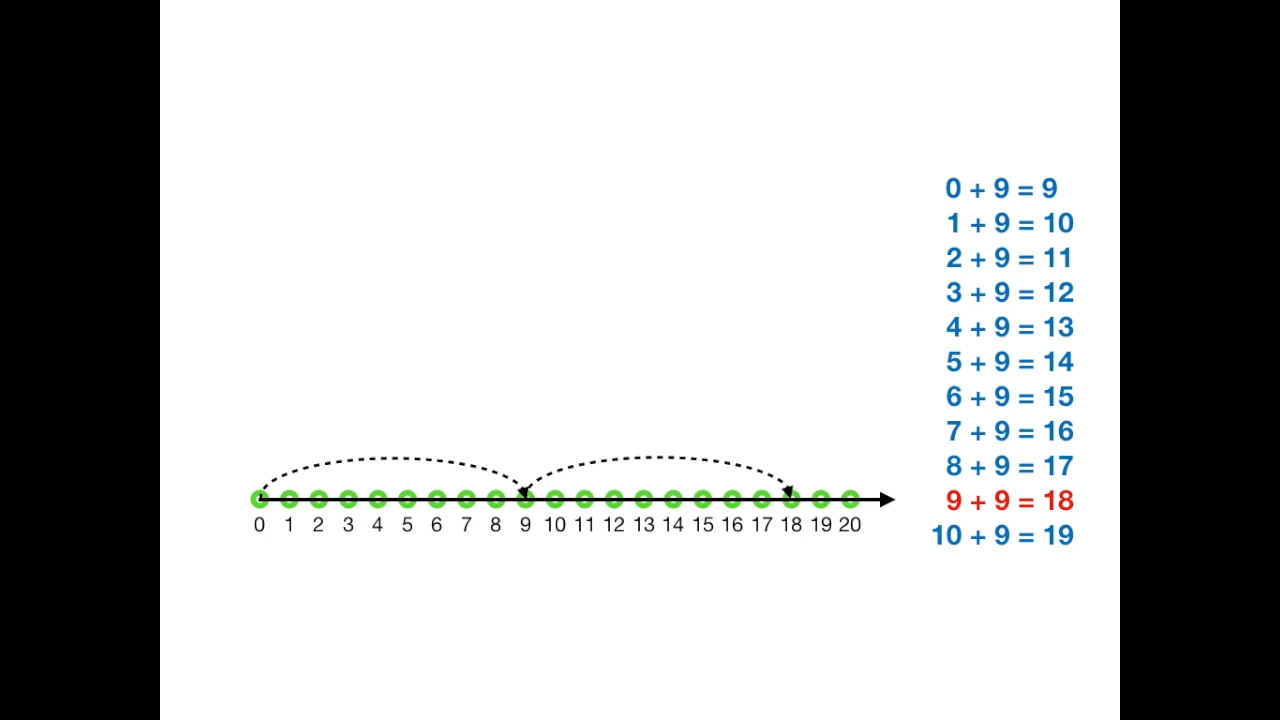 0 + 9 = 9
1 + 9 = 10
2 + 9 = 11
3 + 9 = 12
4 + 9 = 13
5 + 9 = 14
6 + 9 = 15
7 + 9 = 16
8 + 9 = 17
9 + 9 = 18
10 + 9 = 19
0 1 2 3 4 5 6 7 8 9 10 11 12 13 14 15 16 17 18 19 20